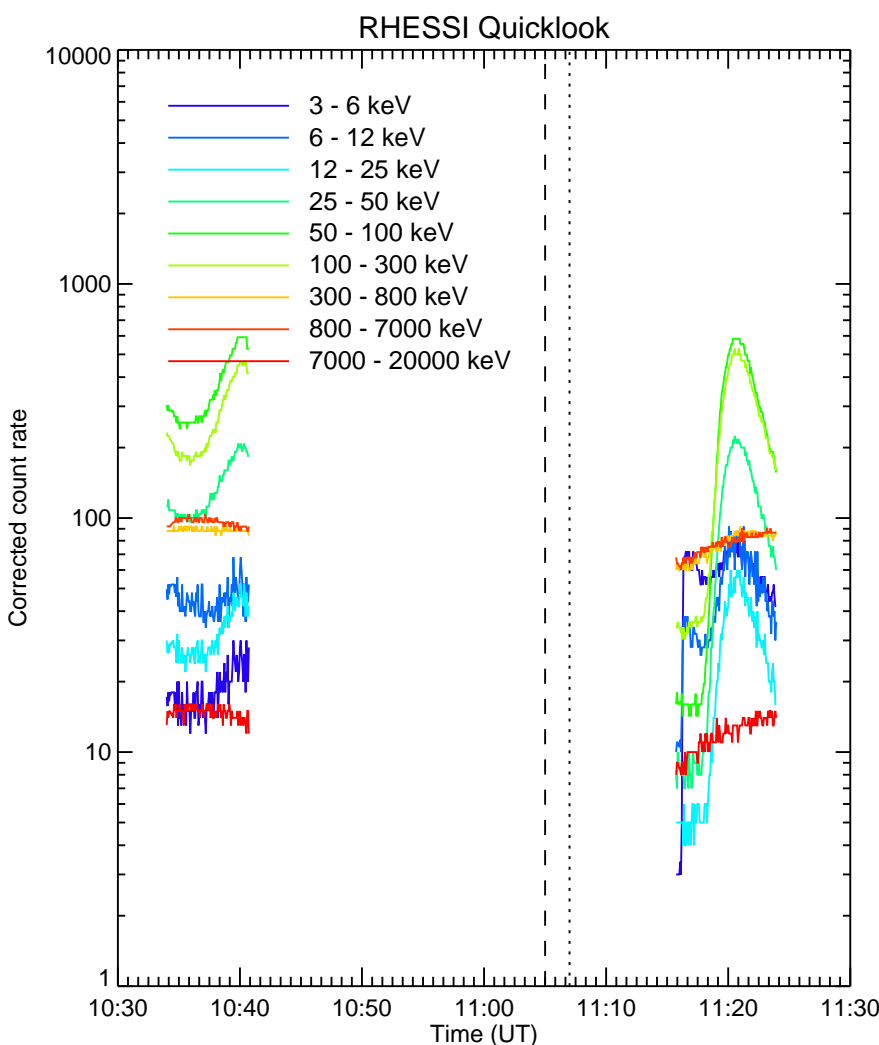 RHESSI Quicklook
10000
3 - 6 keV
6 - 12 keV
12 - 25 keV
25 - 50 keV
50 - 100 keV
100 - 300 keV
300 - 800 keV
800 - 7000 keV
7000 - 20000 keV
1000
100
10
1
Corrected count rate
10:30 10:40 10:50 11:00 11:10 11:20 11:30
Time (UT)